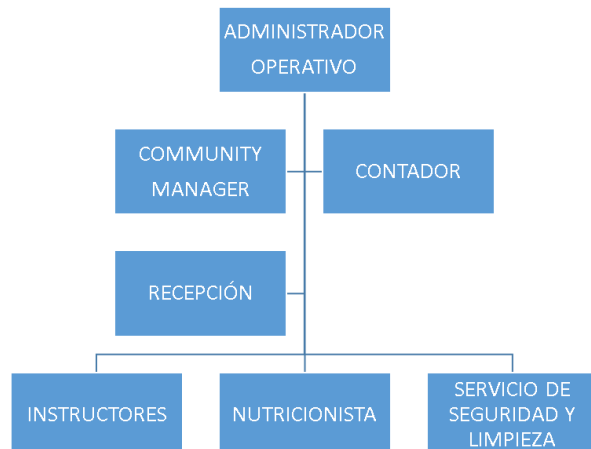 ADMINISTRADOR
OPERATIVO
COMMUNITY
MANAGER
CONTADOR
RECEPCIÓN
INSTRUCTORES
NUTRICIONISTA
SERVICIO DE
SEGURIDAD Y
LIMPIEZA